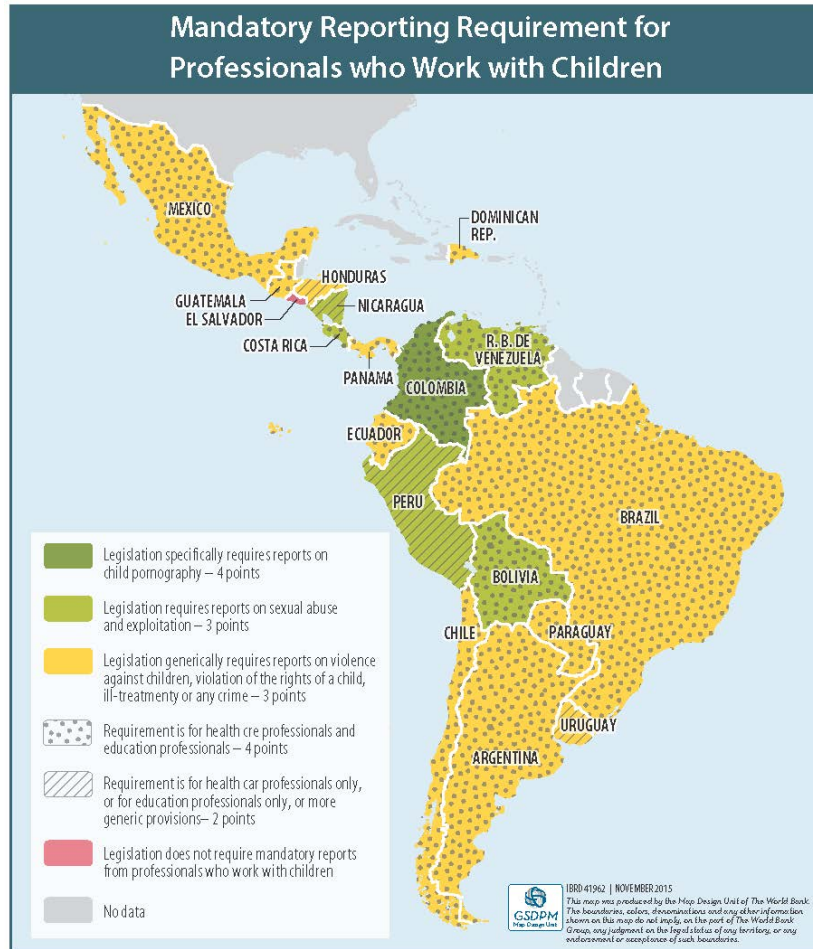 Mandatory Reporting Requirement for
Professionals who Work with Children
MEXICO
DOMINICAN
REP.
HONDURAS
GUATEMALA
NICARAGUA
EL SALVADOR
COSTA RICA
R. B. DE
VENEZUELA
PANAMA
COLOMBIA
ECUADOR
PERU
BRAZIL
BOLIVIA
CHILE
PARAGUAY
URUGUAY
ARGENTINA
Legislation specifically requires reports on
child pornography – 4 points
Legislation requires reports on sexual abuse
and exploitation – 3 points
Legislation generically requires reports on violence
against children, violation of the rights of a child,
ill-treatmenty or any crime – 3 points
Requirement is for health cre professionals and
education professionals – 4 points
Requirement is for health car professionals only,
or for education professionals only, or more
generic provisions– 2 points
Legislation does not require mandatory reports
from professionals who work with children
No data
GSDPM
Map Design Unit
IBRD 41962 | NOVEMBER 2015
This map was produced by the Map Design Unit of The World Bank.
The boundaries, colors, denominations and any other information
shown on this map do not imply, on the part of The World Bank
Group, any judgment on the legal status of any territory, or any
endorsement or acceptance of such boundaries.